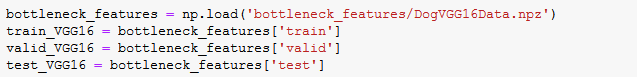 bottleneck_features = np.load('bottleneck_features/DogVGG16Data.npz')
train_VGG16 = bottleneck_features['train']
valid_VGG16 = bottleneck_features['valid']
test_VGG16 = bottleneck_features['test']